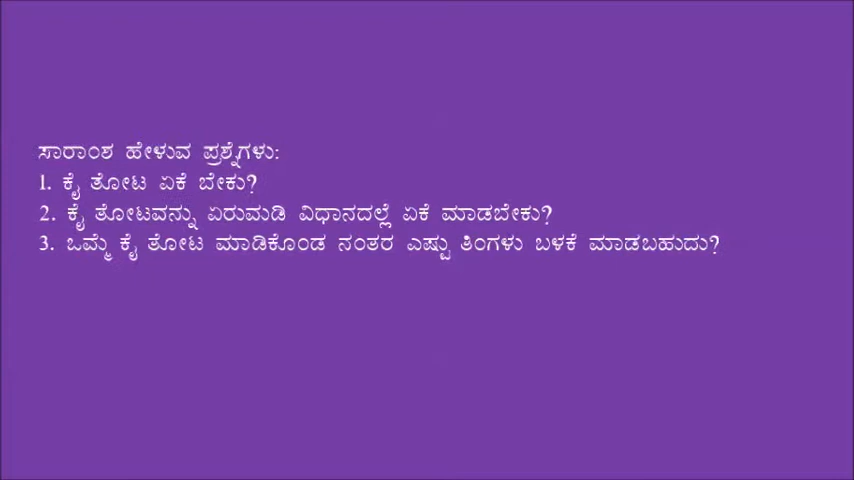 ಸಾರಾಂಶ ಹೇಳುವ ಪ್ರಶ್ನೆಗಳು:
1. ಕೈ ತೋಟ ಏಕೆ ಬೇಕು?
2. ಕೈ ತೋಟವನ್ನು ಏರುಮಡಿ ವಿಧಾನದಲ್ಲೆ ಏಕೆ ಮಾಡಬೇಕು?
3. ಒಮ್ಮೆ ಕೈ ತೋಟ ಮಾಡಿಕೊಂಡ ನಂತರ ಎಷ್ಟು ತಿಂಗಳು ಬಳಕೆ ಮಾಡಬಹುದು?